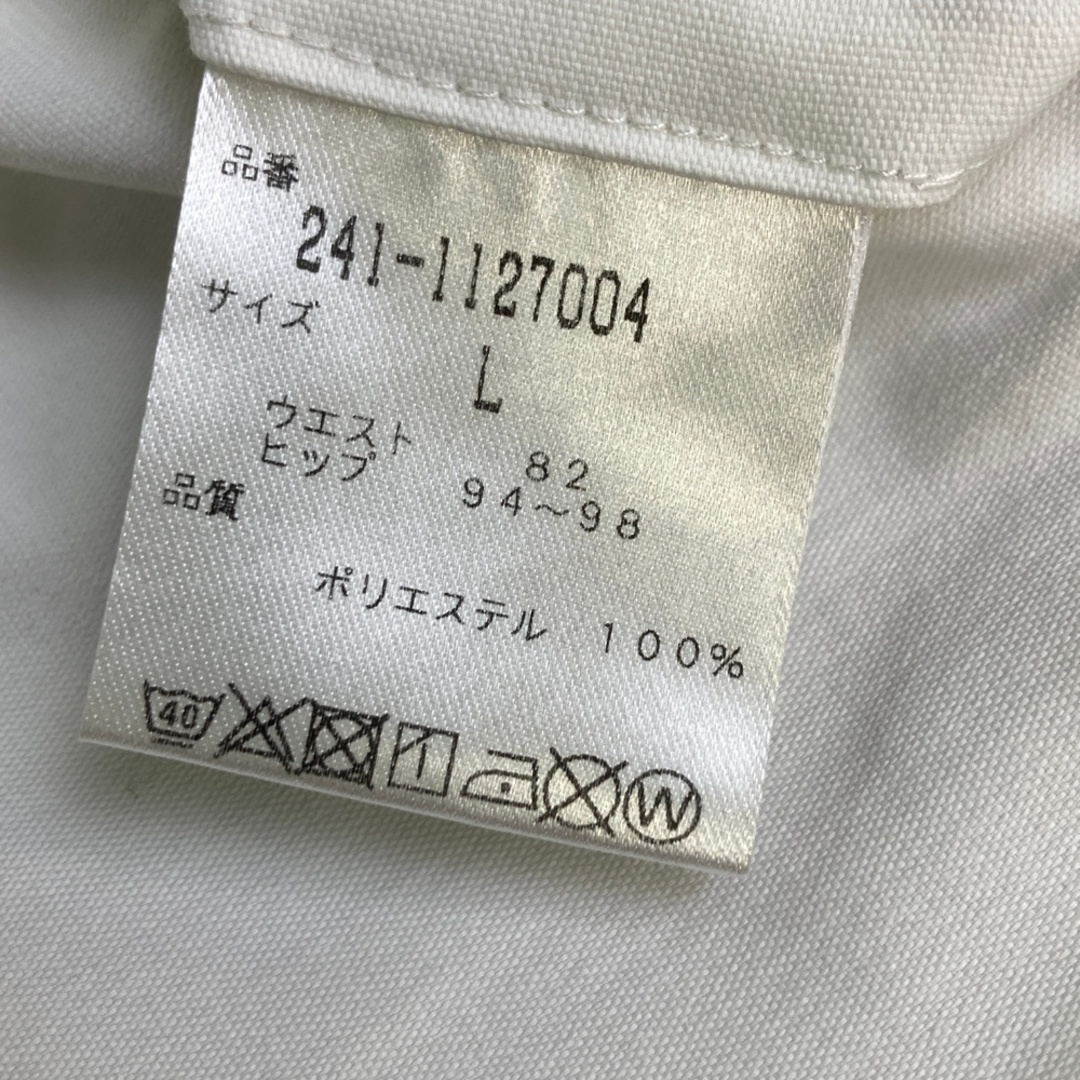 品番
241-1127004
サイズ
L
ウエスト 82
ヒップ 94~98
品質
ポリエステル 100%
40
W